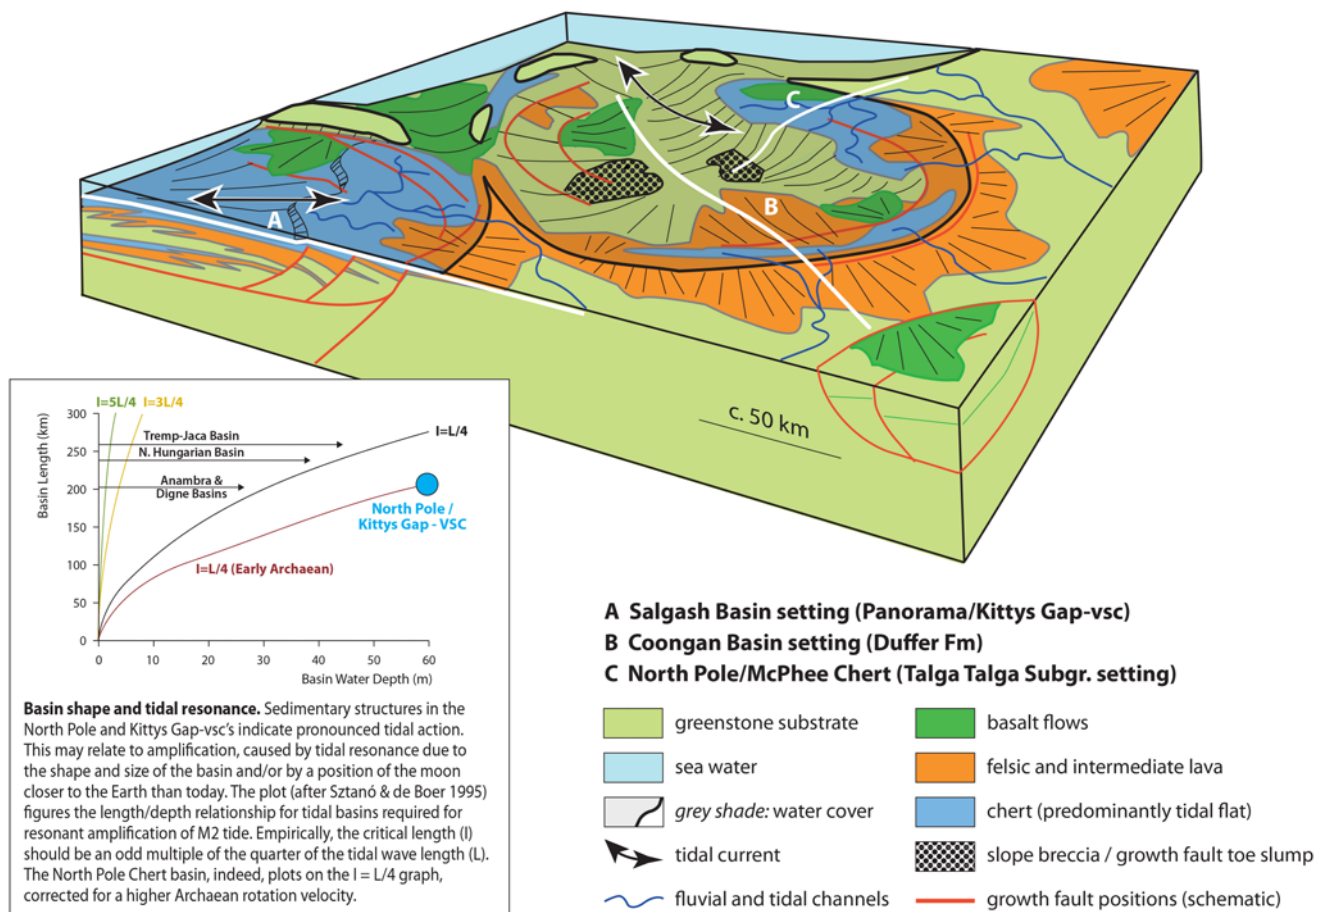 A
B
C
c. 50 km
l=5L/4
l=3L/4
300
250
200
150
100
50
0
Basin Length (km)
Tremp-Jaca Basin
N. Hungarian Basin
Anambra &
Digne Basins
l=L/4
North Pole /
Kittys Gap - VSC
l=L/4 (Early Archaean)
0 10 20 30 40 50 60
Basin Water Depth (m)
Basin shape and tidal resonance. Sedimentary structures in the
North Pole and Kittys Gap-vsc's indicate pronounced tidal action.
This may relate to amplification, caused by tidal resonance due to
the shape and size of the basin and/or by a position of the moon
closer to the Earth than today. The plot (after Sztanó & de Boer 1995)
figures the length/depth relationship for tidal basins required for
resonant amplification of M2 tide. Empirically, the critical length (l)
should be an odd multiple of the quarter of the tidal wave length (L).
The North Pole Chert basin, indeed, plots on the l = L/4 graph,
corrected for a higher Archaean rotation velocity.
A Salgash Basin setting (Panorama/Kittys Gap-vsc)
B Coongan Basin setting (Duffer Fm)
C North Pole/McPhee Chert (Talga Talga Subgr. setting)
greenstone substrate
sea water
grey shade: water cover
tidal current
fluvial and tidal channels
basalt flows
felsic and intermediate lava
chert (predominantly tidal flat)
slope breccia / growth fault toe slump
growth fault positions (schematic)